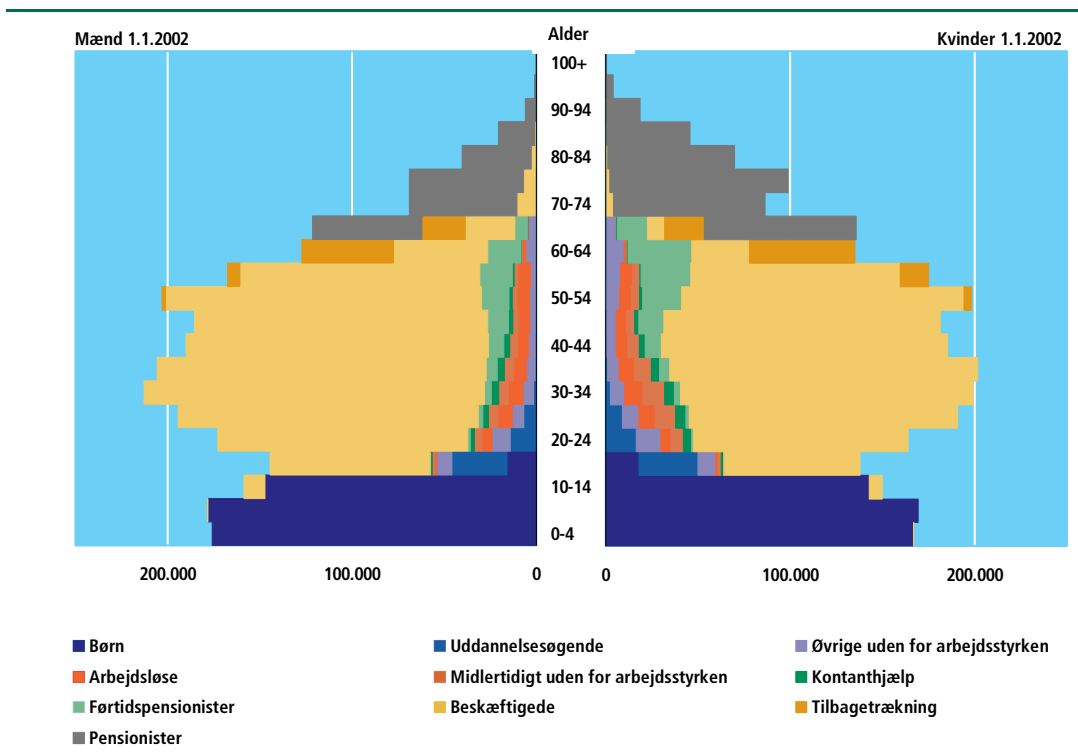 Mænd 1.1.2002
Alder
Kvinder 1.1.2002
100+
90-94
80-84
70-74
60-64
50-54
40-44
30-34
20-24
10-14
0-4
200.000 100.000 0 0 100.000 200.000
Børn Uddannelsesøgende Øvrige uden for arbejdsstyrken
Arbejdsløse Midlertidigt uden for arbejdsstyrken Kontanthjælp
Førtidspensionister Beskæftigede Tilbagetrækning
Pensionister